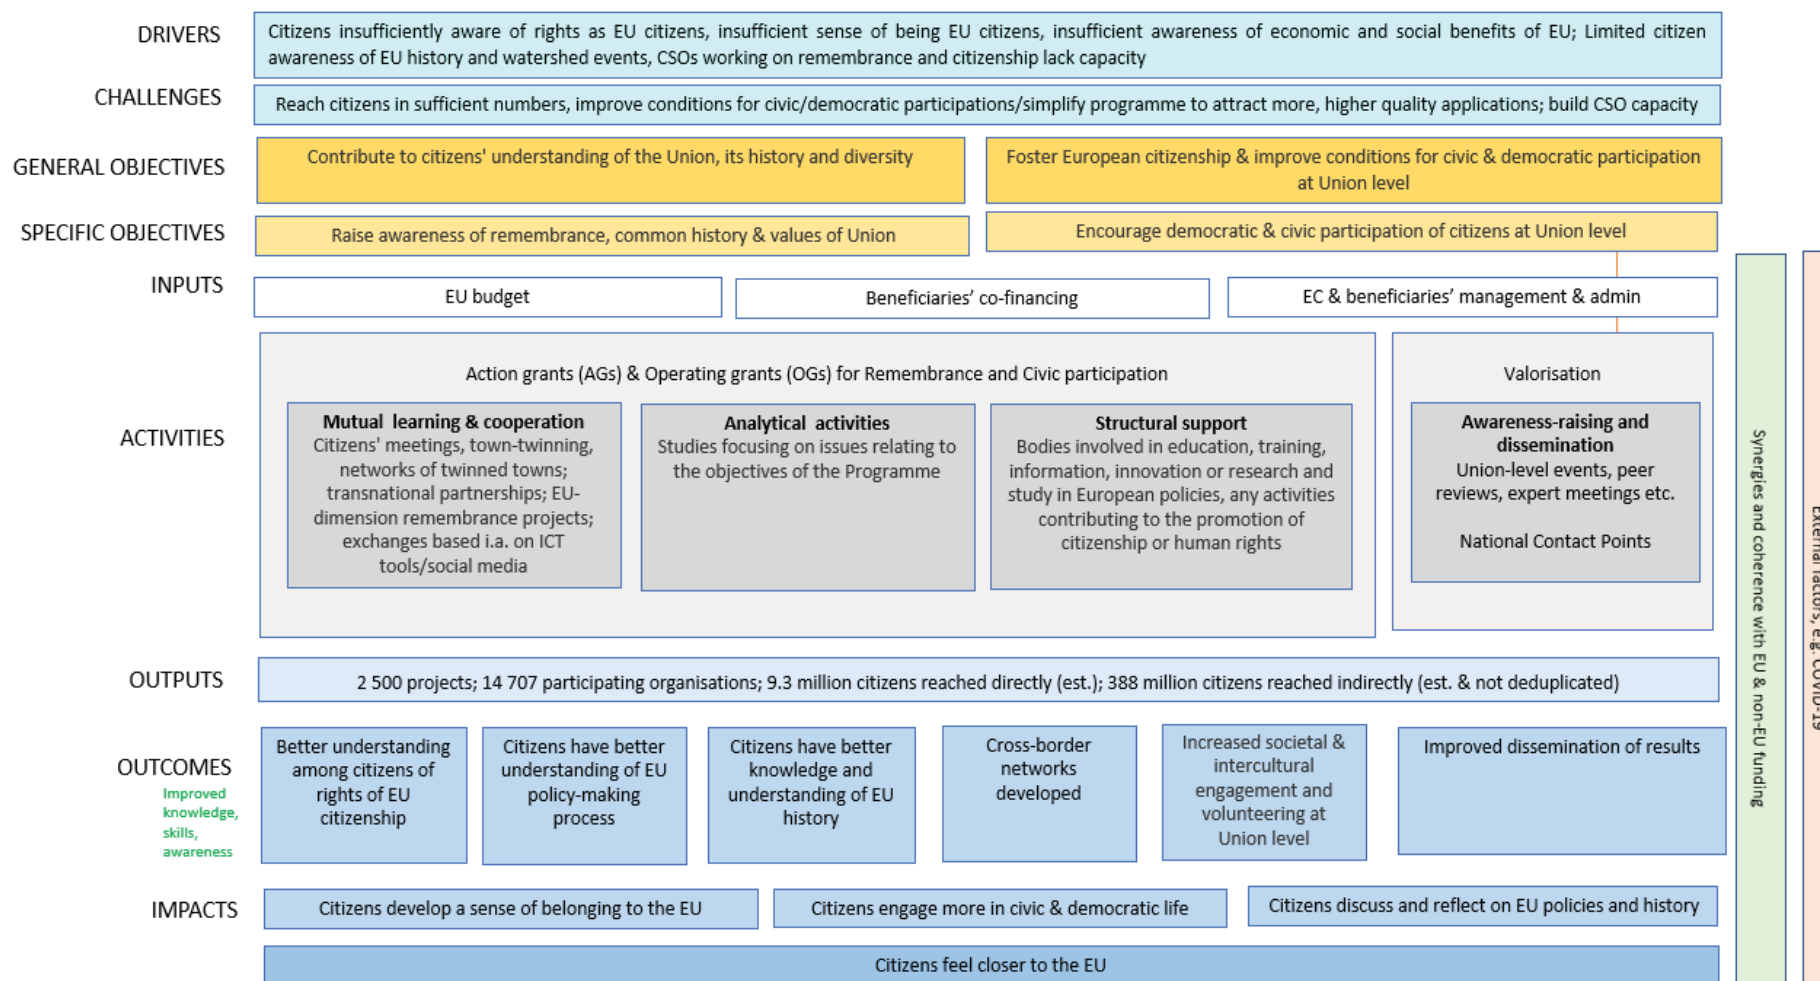 DRIVERS
Citizens insufficiently aware of rights as EU citizens, insufficient sense of being EU citizens, insufficient awareness of economic and social benefits of EU; Limited citizen
awareness of EU history and watershed events, CSOs working on remembrance and citizenship lack capacity
CHALLENGES
Reach citizens in sufficient numbers, improve conditions for civic/democratic participations/simplify programme to attract more, higher quality applications; build CSO capacity
GENERAL OBJECTIVES
Contribute to citizens' understanding of the Union, its history and diversity
Foster European citizenship & improve conditions for civic & democratic participation
at Union level
SPECIFIC OBJECTIVES
Raise awareness of remembrance, common history & values of Union
Encourage democratic & civic participation of citizens at Union level
INPUTS
EU budget
Beneficiaries’ co-financing
EC & beneficiaries’ management & admin
ACTIVITIES
Action grants (AGs) & Operating grants (OGs) for Remembrance and Civic participation
Mutual learning & cooperation
Citizens' meetings, town-twinning,
networks of twinned towns;
transnational partnerships; EU-
dimension remembrance projects;
exchanges based i.a. on ICT
tools/social media
Analytical activities
Studies focusing on issues relating to
the objectives of the Programme
Structural support
Bodies involved in education, training,
information, innovation or research and
study in European policies, any activities
contributing to the promotion of
citizenship or human rights
Valorisation
Awareness-raising and
dissemination
Union-level events, peer
reviews, expert meetings etc.
National Contact Points
OUTPUTS
2 500 projects; 14 707 participating organisations; 9.3 million citizens reached directly (est.); 388 million citizens reached indirectly (est. & not deduplicated)
OUTCOMES
Improved
knowledge,
skills,
awareness
Better understanding
among citizens of
rights of EU
citizenship
Citizens have better
understanding of EU
policy-making
process
Citizens have better
knowledge and
understanding of EU
history
Cross-border
networks
developed
Increased societal &
intercultural
engagement and
volunteering at
Union level
Improved dissemination of results
IMPACTS
Citizens develop a sense of belonging to the EU
Citizens engage more in civic & democratic life
Citizens discuss and reflect on EU policies and history
Citizens feel closer to the EU
Synergies and coherence with EU & non-EU funding
External factors, e.g. COVID-19